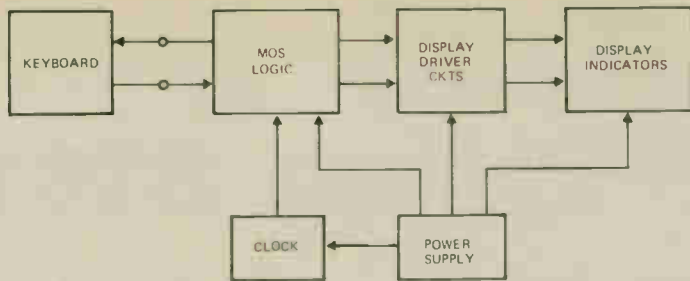 KEYBOARD
MOS
LOGIC
DISPLAY
DRIVER
CKTS
DISPLAY
INDICATORS
CLOCK
POWER
SUPPLY